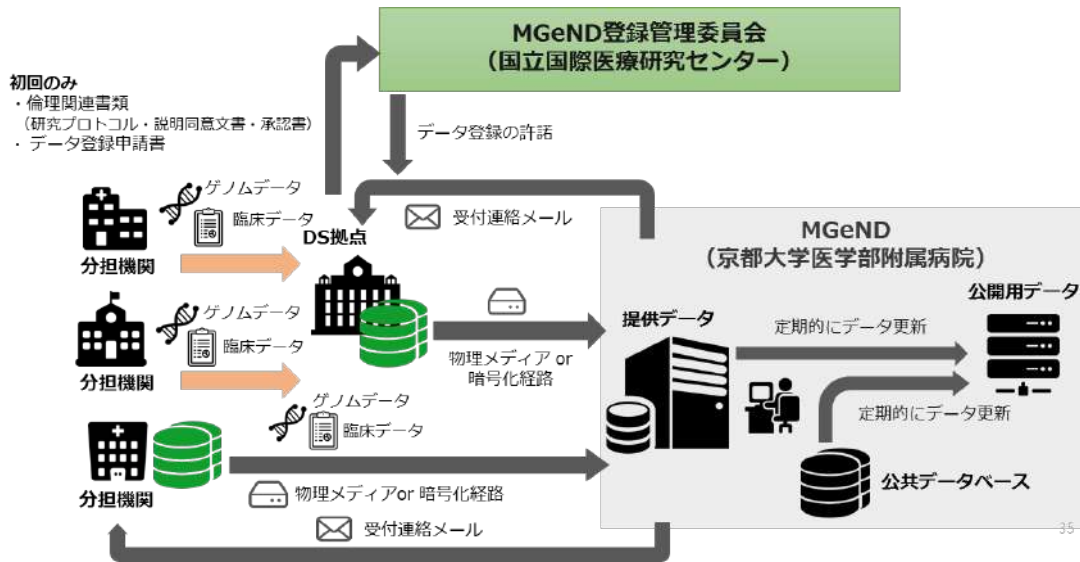 MGeND登録管理委員会
（国立国際医療研究センター）
初回のみ
・倫理関連書類
（研究プロトコル・説明同意文書・承認書）
・ データ登録申請書
データ登録の許諾
ゲノムデータ
臨床データ
分担機関
DS拠点
受付連絡メール
MGeND
（京都大学医学部附属病院）
公開用データ
提供データ
定期的にデータ更新
ゲノムデータ
臨床データ
分担機関
物理メディア or
暗号化経路
定期的にデータ更新
ゲノムデータ
臨床データ
公共データベース
分担機関
物理メディアor 暗号化経路
受付連絡メール
35